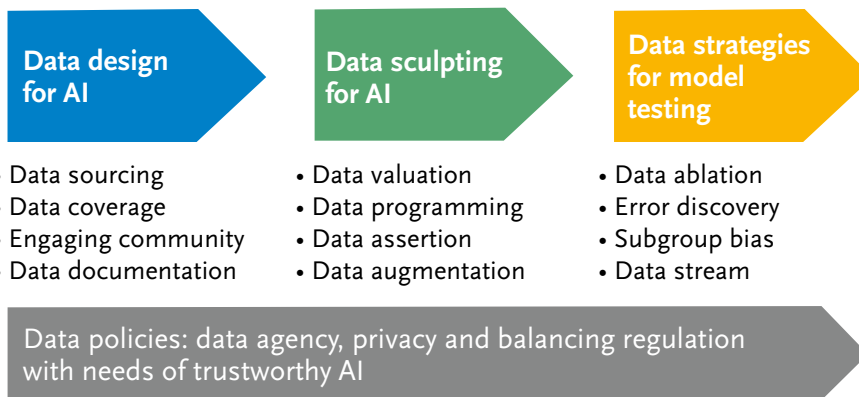 Data design
for AI
• Data sourcing
• Data coverage
• Engaging community
• Data documentation
Data sculpting
for AI
• Data valuation
• Data programming
• Data assertion
• Data augmentation
Data strategies
for model
testing
• Data ablation
• Error discovery
• Subgroup bias
• Data stream
Data policies: data agency, privacy and balancing regulation
with needs of trustworthy AI